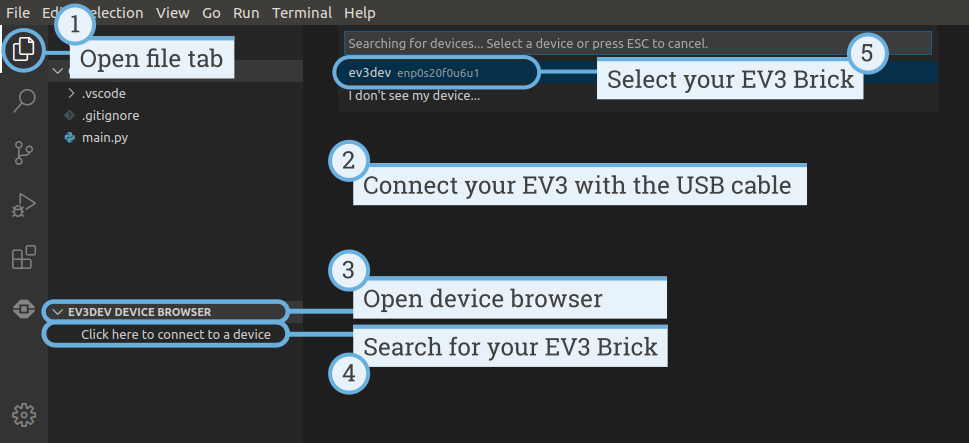 File Edit Selection View Go Run Terminal Help
1
Open file tab
Searching for devices... Select a device or press ESC to cancel.
5
ev3dev enp0s20f0u6u1
Select your EV3 Brick
I don't see my device...
.vscode
.gitignore
main.py
2
Connect your EV3 with the USB cable
3
Open device browser
EV3DEV DEVICE BROWSER
Click here to connect to a device
Search for your EV3 Brick
4